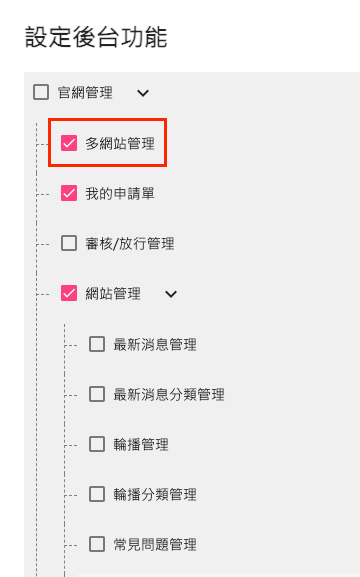 設定後台功能
官網管理
多網站管理
我的申請單
審核/放行管理
網站管理
最新消息管理
最新消息分類管理
輪播管理
輪播分類管理
常見問題管理